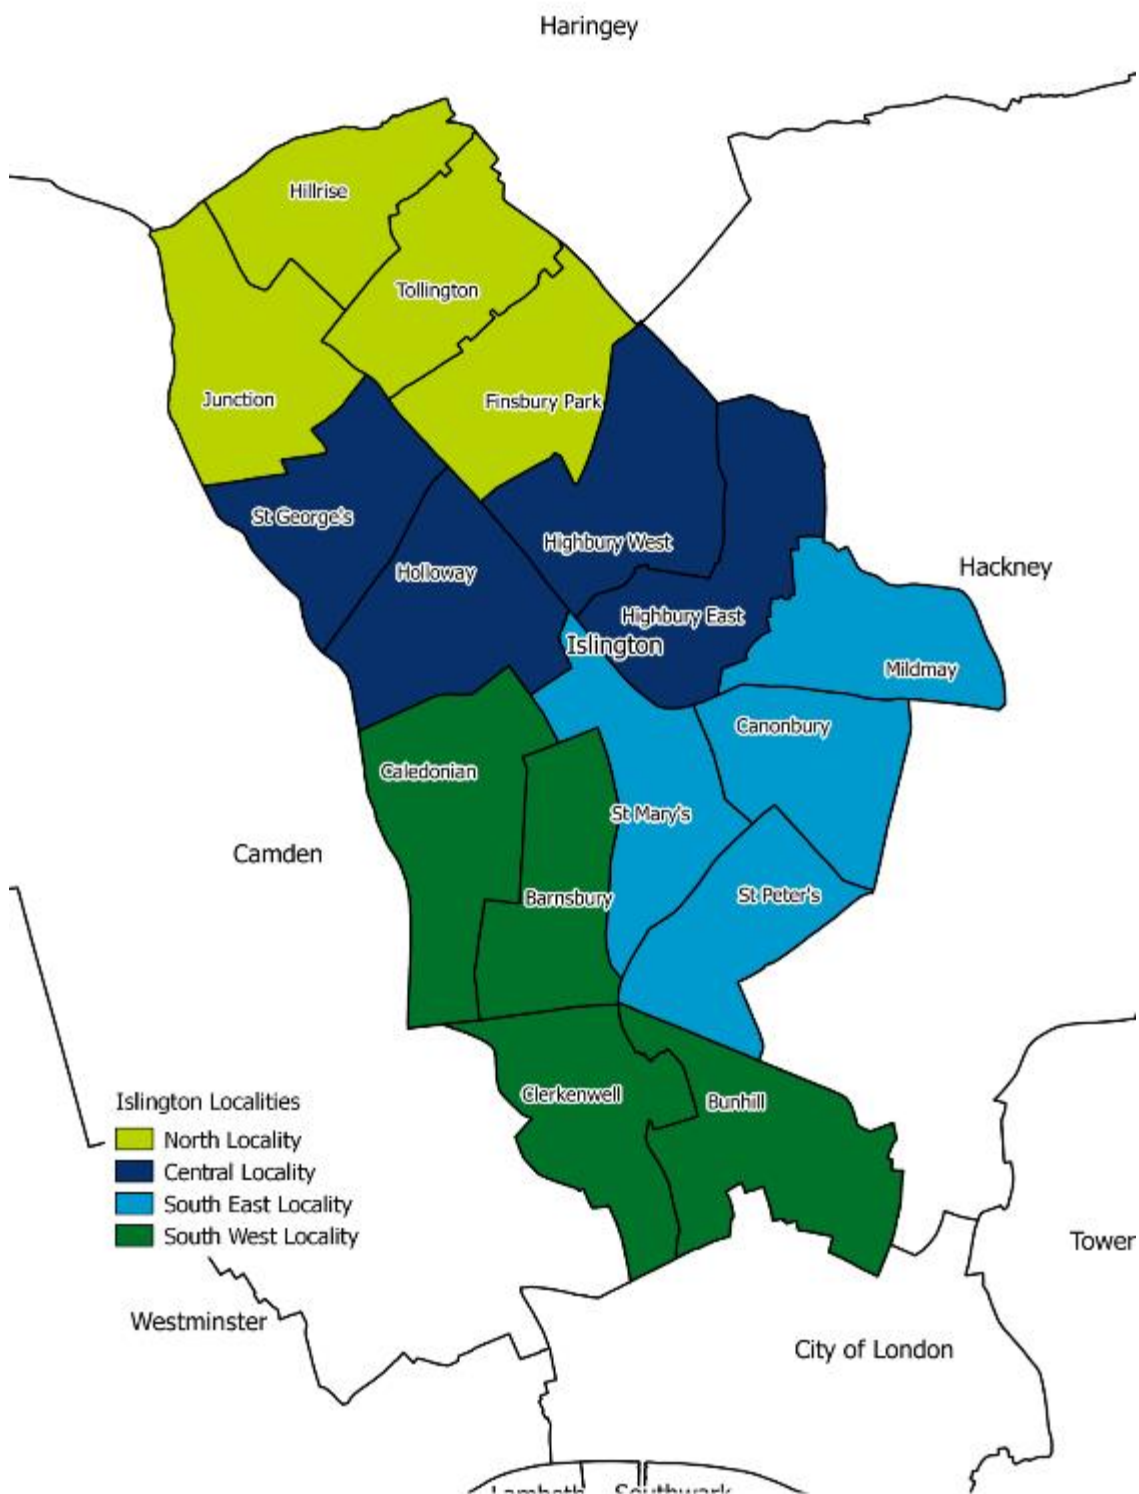 Haringey
Hillrise
Tollington
Junction
Finsbury Park
St George's
Highbury West
Holloway
Hackney
Highbury East
Islington
Mildmay
Canonbury
Caledonian
St Mary's
Camden
Barnsbury
St Peter's
Clerkenwell
Bunhill
Islington Localities
North Locality
Central Locality
South East Locality
South West Locality
Tower
Westminster
City of London
Lambeth
Southwark